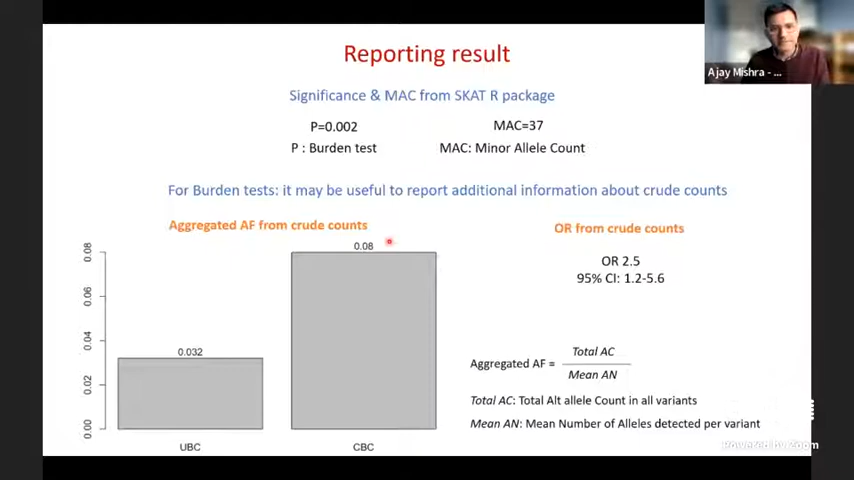 Reporting result
Ajay Mishra - ...
Significance & MAC from SKAT R package
P=0.002
MAC=37
P : Burden test
MAC: Minor Allele Count
For Burden tests: it may be useful to report additional information about crude counts
Aggregated AF from crude counts
OR from crude counts
0.08
0.06
0.04
0.02
0.00
0.032
0.08
UBC
CBC
OR 2.5
95% CI: 1.2-5.6
Aggregated AF =
Total AC
Mean AN
Total AC: Total Alt allele Count in all variants
Mean AN: Mean Number of Alleles detected per variant
Powered by Zoom